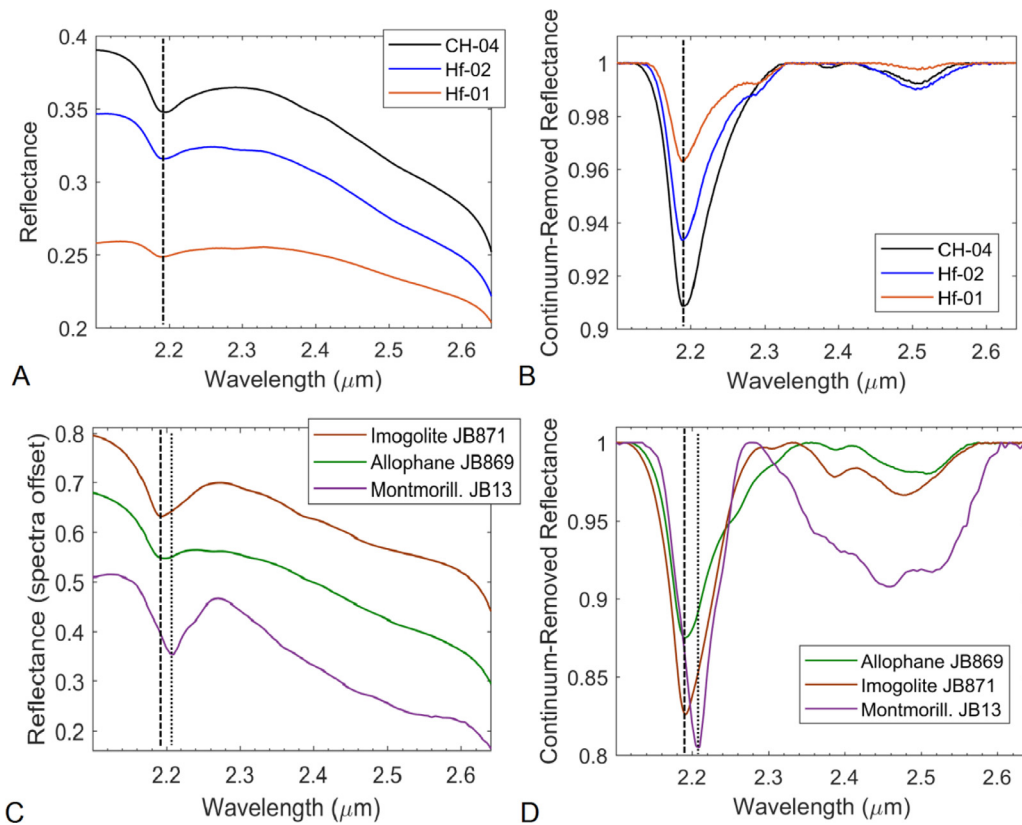 0.4
0.35
0.3
0.25
0.2
Reflectance
CH-04
Hf-02
Hf-01
2.2 2.3 2.4 2.5 2.6
Wavelength (μm)
A
1
0.98
0.96
0.94
0.92
0.9
Continuum-Removed Reflectance
CH-04
Hf-02
Hf-01
2.2 2.3 2.4 2.5 2.6
Wavelength (μm)
B
0.8
0.7
0.6
0.5
0.4
0.3
0.2
Reflectance (spectra offset)
Imogolite JB871
Allophane JB869
Montmorill. JB13
2.2 2.3 2.4 2.5 2.6
Wavelength (μm)
C
1
0.95
0.9
0.85
0.8
Continuum-Removed Reflectance
Allophane JB869
Imogolite JB871
Montmorill. JB13
2.2 2.3 2.4 2.5 2.6
Wavelength (μm)
D